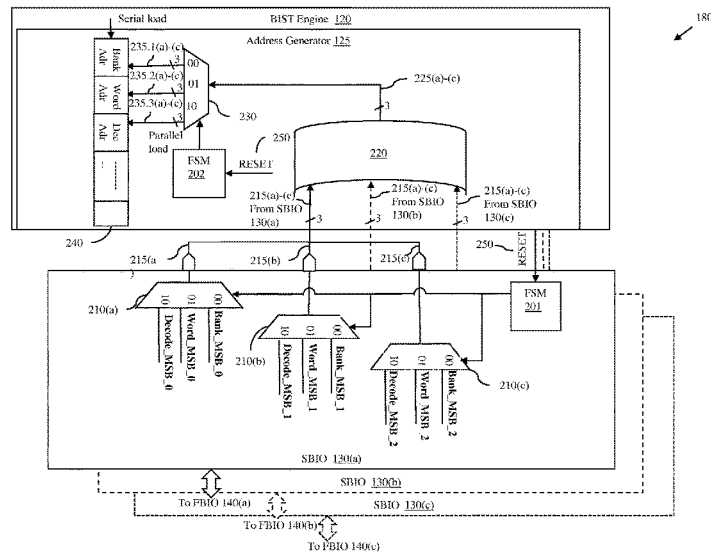 180
BIST Engine 120
Serial load
Address Generator 125
Bank Adr
Word Adr
Dec Adr
235.1(a)-(c)
235.2(a)-(c)
235.3(a)-(c)
3
3
3
00
01
10
230
Parallel load
FSM 202
250
RESET
225(a)-(c)
3
220
215(a)-(c) From SBIO 130(a)
3
215(a)-(c) From SBIO 130(b)
3
215(a)-(c) From SBIO 130(c)
3
240
250
RESET
215(a
215(b)
215(c)
FSM 201
210(a)
10
01
00
Decode_MSB_0
Word_MSB_0
Bank_MSB_0
210(b)
10
01
00
Decode_MSB_1
Word_MSB_1
Bank_MSB_1
210(c)
10
01
00
Decode_MSB_2
Word_MSB_2
Bank_MSB_2
SBIO 130(a)
SBIO 130(b)
SBIO 130(c)
To FBIO 140(a)
To FBIO 140(b)
To FBIO 140(c)